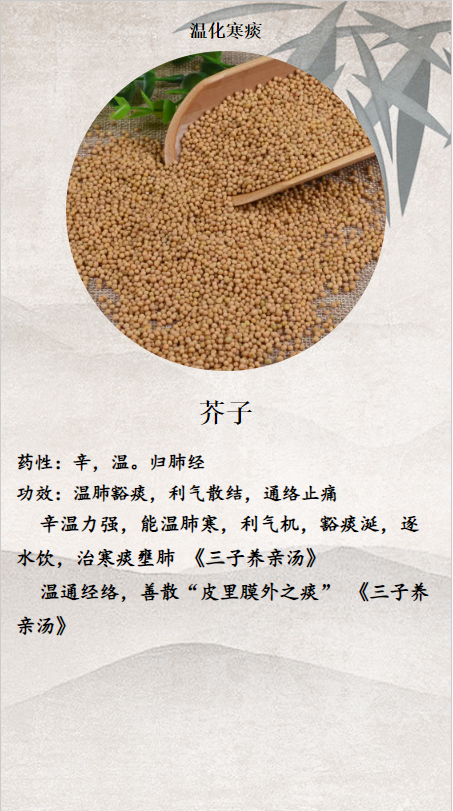 温化寒痰
芥子
药性：辛，温。归肺经
功效：温肺豁痰，利气散结，通络止痛
辛温力强，能温肺寒，利气机，豁痰涎，逐
水饮，治寒痰壅肺 《三子养亲汤》
温通经络，善散“皮里膜外之痰” 《三子养
亲汤》